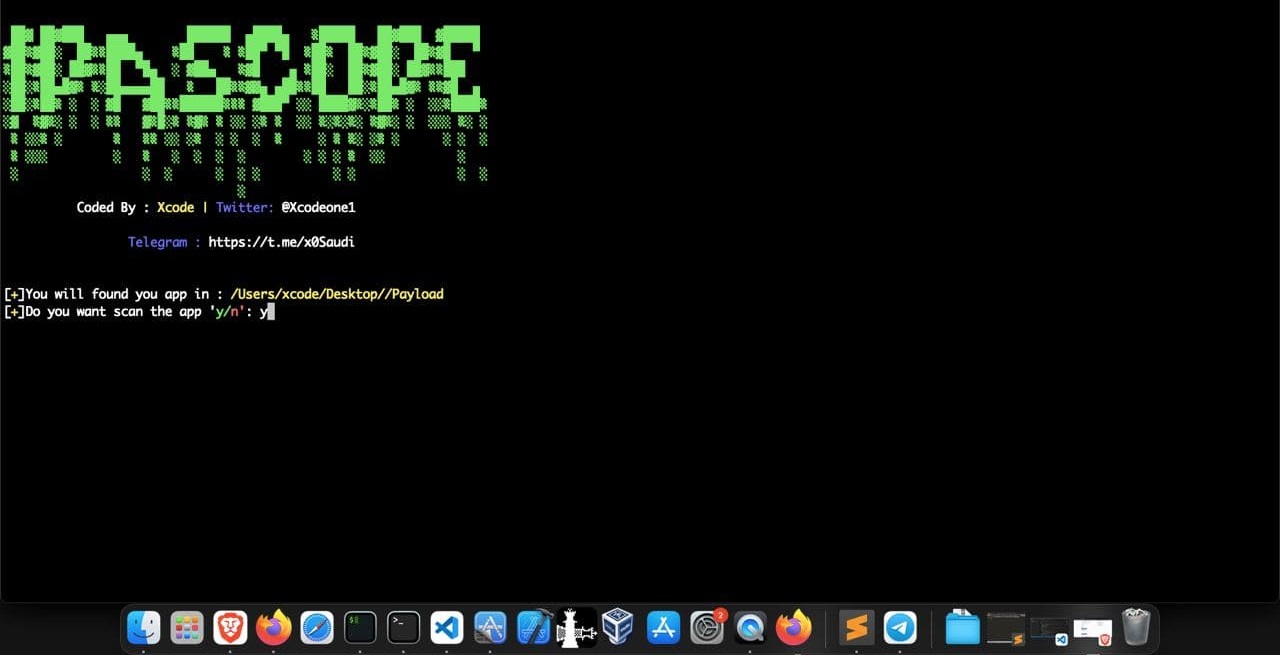 IPASCOPE
Coded By : Xcode | Twitter: @Xcodeone1
Telegram : https://t.me/x0Saudi
[+]You will found you app in : /Users/xcode/Desktop//Payload
[+]Do you want scan the app 'y/n': y
2